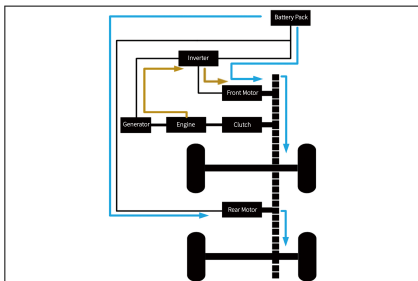 Battery Pack
Inverter
Front Motor
Generator
Engine
Clutch
Rear Motor